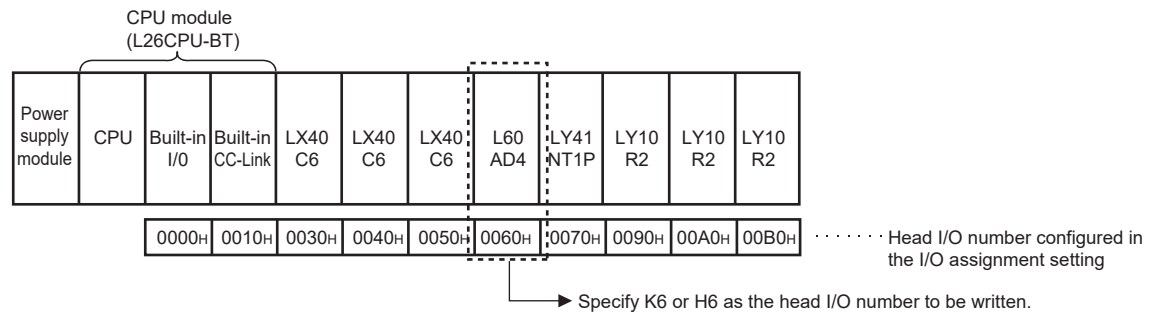 CPU module
(L26CPU-BT)
Power
supply
module
CPU
Built-in
I/0
Built-in
CC-Link
LX40
C6
LX40
C6
LX40
C6
L60
AD4
LY41
NT1P
LY10
R2
LY10
R2
LY10
R2
0000H 0010H 0030H 0040H 0050H 0060H 0070H 0090H 00A0H 00B0H
Head I/O number configured in
the I/O assignment setting
Specify K6 or H6 as the head I/O number to be written.